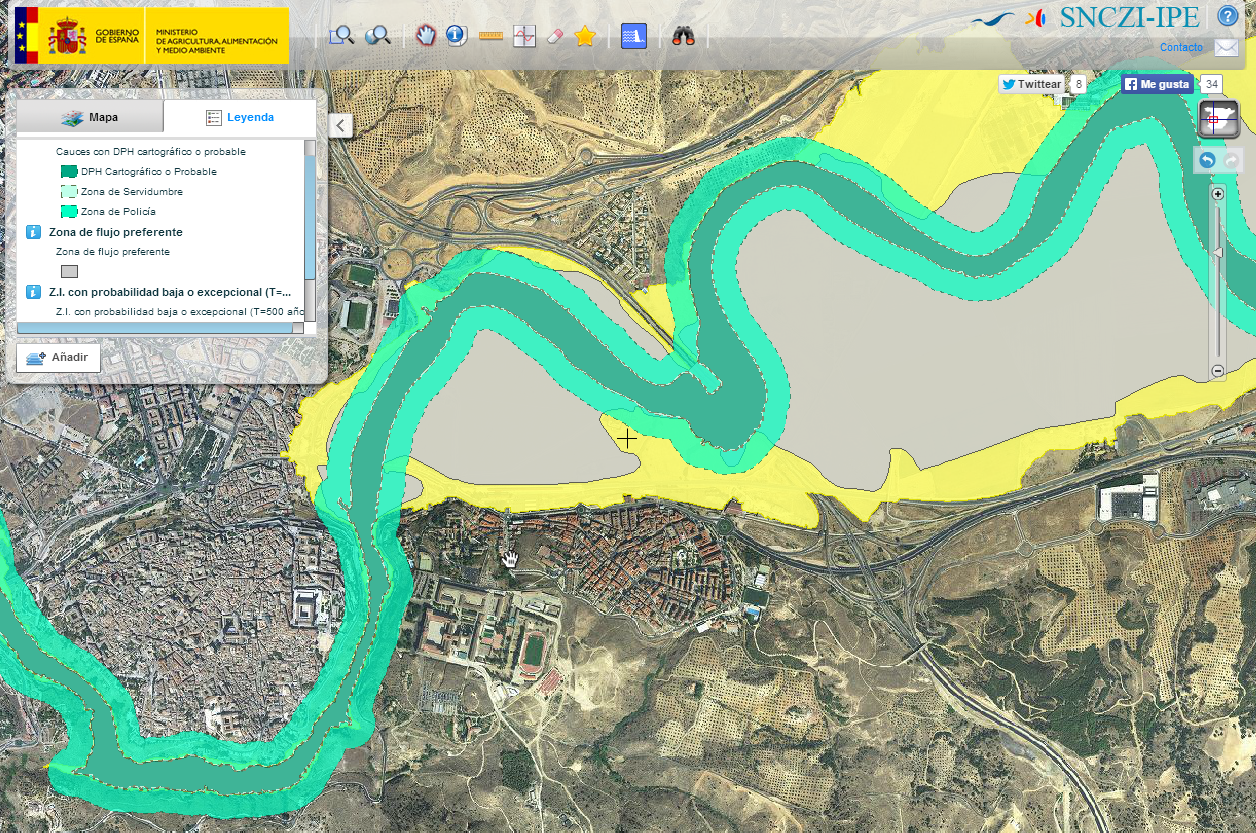 GOBIERNO
DE ESPAÑA
MINISTERIO
DE AGRICULTURA, ALIMENTACIÓN
Y MEDIO AMBIENTE
SNCZI-IPE
?
Contacto
Twittear
8
Me gusta
34
Mapa
Leyenda
Cauces con DPH cartográfico o probable
DPH Cartográfico o Probable
Zona de Servidumbre
Zona de Policía
i Zona de flujo preferente
Zona de flujo preferente
i Z.I. con probabilidad baja o excepcional (T=...
Z.I. con probabilidad baja o excepcional (T=500 año
Añadir